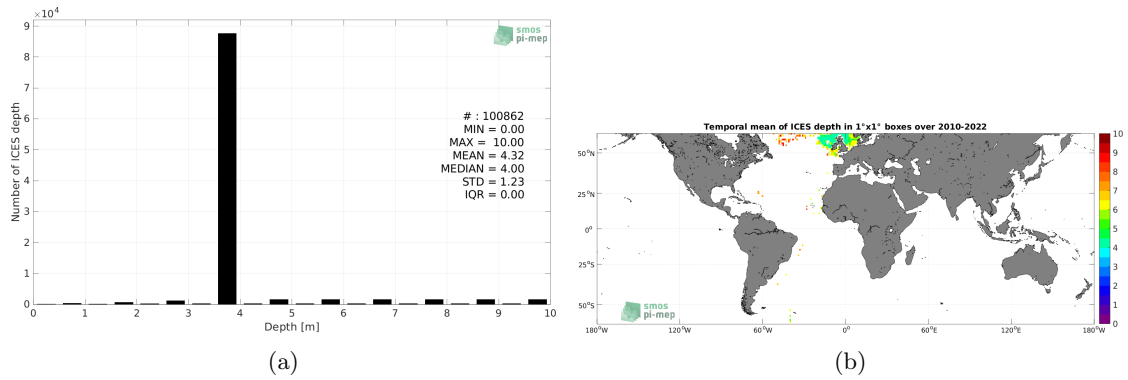 ×10⁴
9
8
7
6
5
4
3
2
1
0
Number of ICES depth
smos
pi-mep
# : 100862
MIN = 0.00
MAX = 10.00
MEAN = 4.32
MEDIAN = 4.00
STD = 1.23
IQR = 0.00
0 1 2 3 4 5 6 7 8 9 10
Depth [m]
(a)
Temporal mean of ICES depth in 1°x1° boxes over 2010-2022
50°N
25°N
0°
25°S
50°S
smos
pi-mep
180°W 120°W 60°W 0° 60°E 120°E 180°W
10
9
8
7
6
5
4
3
2
1
0
(b)